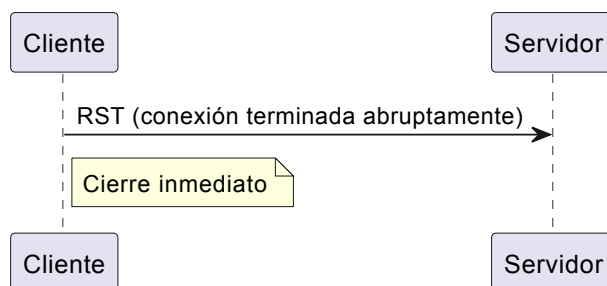 Cliente
Servidor
RST (conexión terminada abruptamente)
Cierre inmediato
Cliente
Servidor